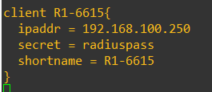 client R1-6615{
ipaddr = 192.168.100.250
secret = radiuspass
shortname = R1-6615
}